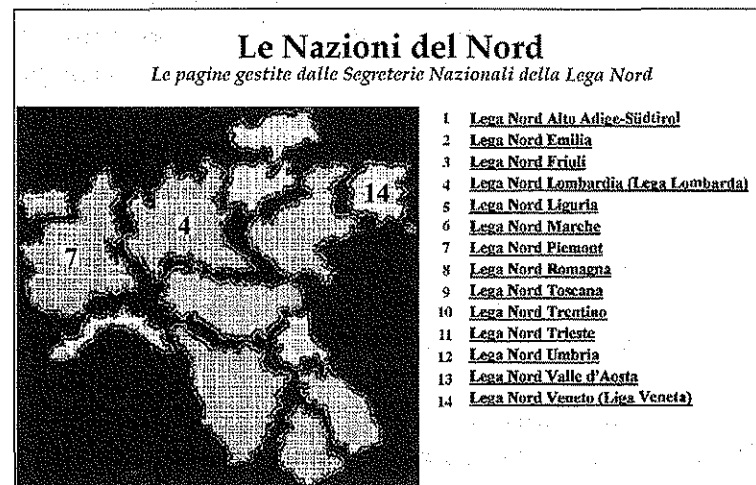 Le Nazioni del Nord
Le pagine gestite dalle Segreterie Nazionali della Lega Nord
14
4
7
1 Lega Nord Alto Adige-Südtirol
2 Lega Nord Emilia
3 Lega Nord Friuli
4 Lega Nord Lombardia (Lega Lombarda)
5 Lega Nord Liguria
6 Lega Nord Marche
7 Lega Nord Piemont
8 Lega Nord Romagna
9 Lega Nord Toscana
10 Lega Nord Trentino
11 Lega Nord Trieste
12 Lega Nord Umbria
13 Lega Nord Valle d'Aosta
14 Lega Nord Veneto (Liga Veneta)